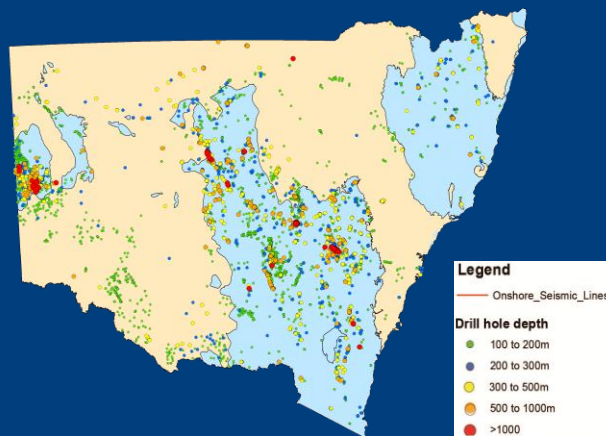 Legend
Onshore_Seismic_Lines
Drill hole depth
100 to 200m
200 to 300m
300 to 500m
500 to 1000m
>1000